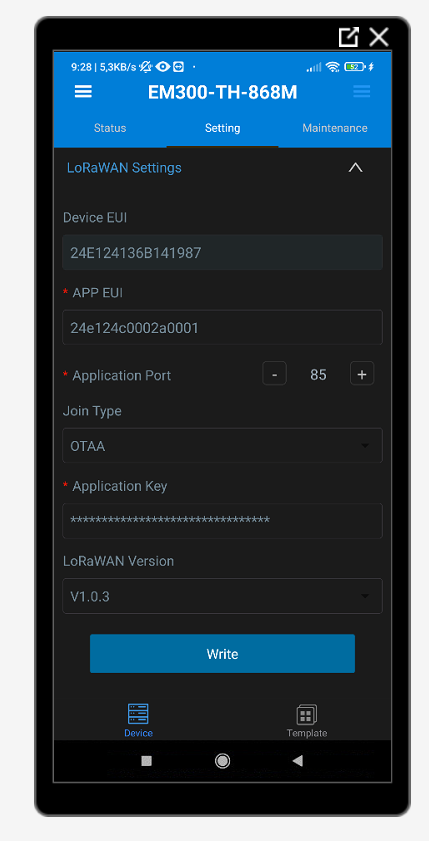 9:28 | 5,3KB/s
52
EM300-TH-868M
Status
Setting
Maintenance
LoRaWAN Settings
Device EUI
24E124136B141987
* APP EUI
24e124c0002a0001
* Application Port
- 85 +
Join Type
OTAA
* Application Key
********************************
LoRaWAN Version
V1.0.3
Write
Device
Template